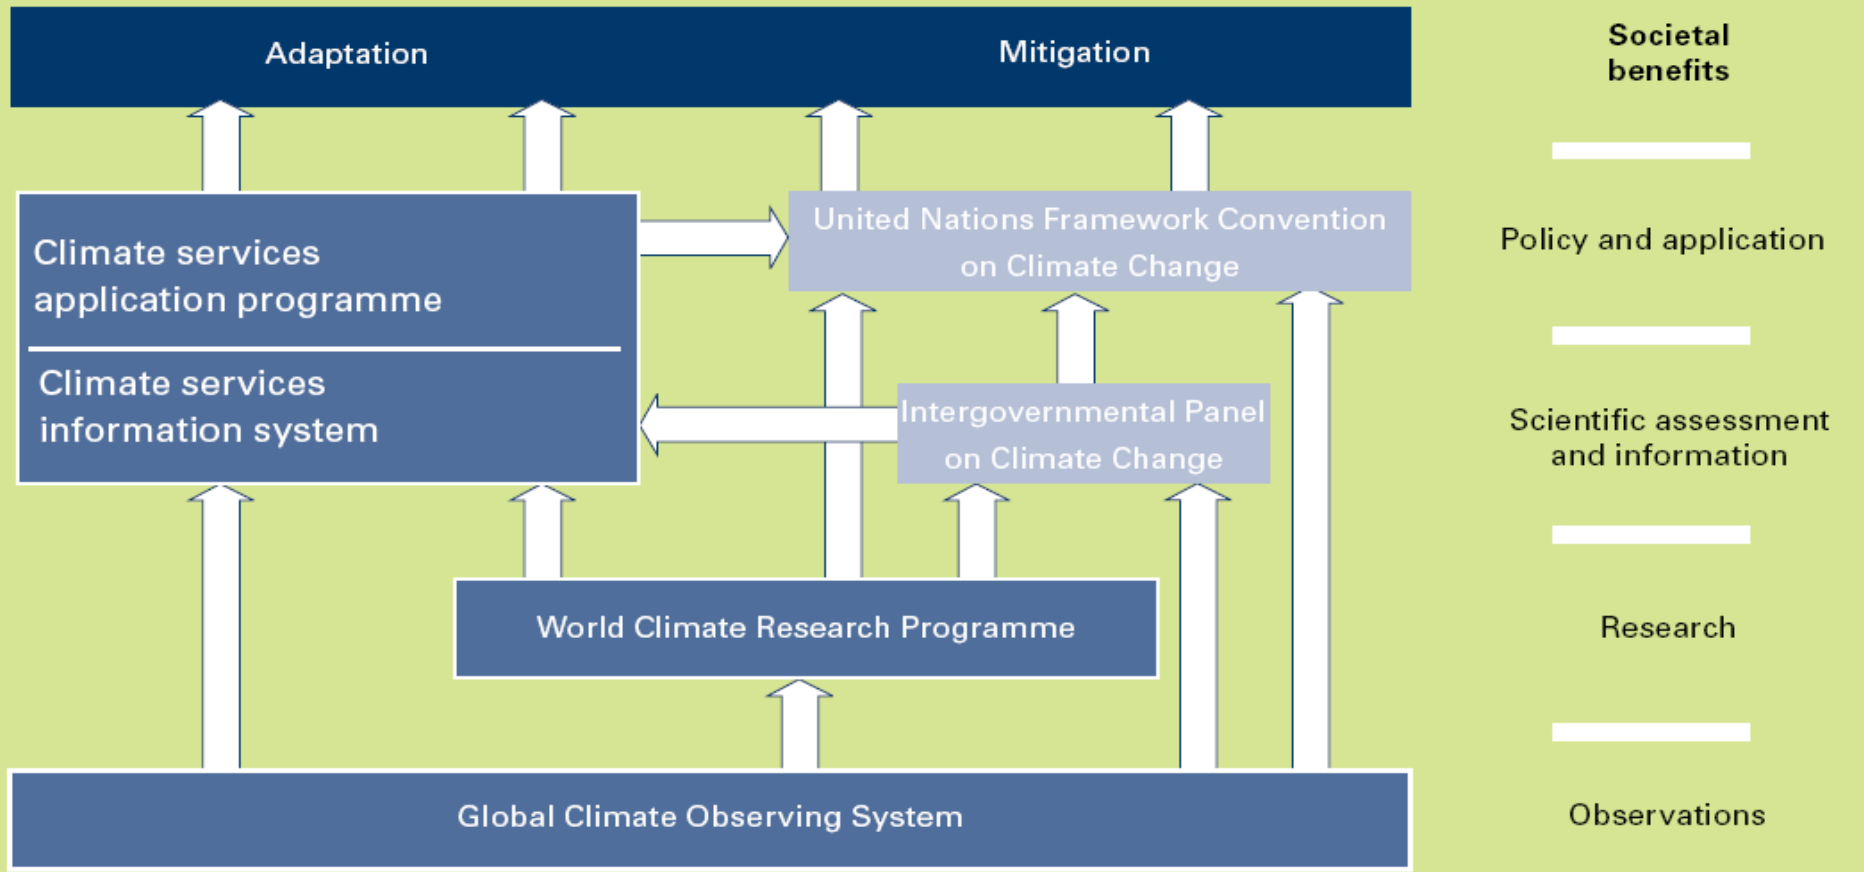 Adaptation
Mitigation
Societal
benefits
Climate services
application programme
United Nations Framework Convention
on Climate Change
Policy and application
Climate services
information system
Intergovernmental Panel
on Climate Change
Scientific assessment
and information
World Climate Research Programme
Research
Global Climate Observing System
Observations